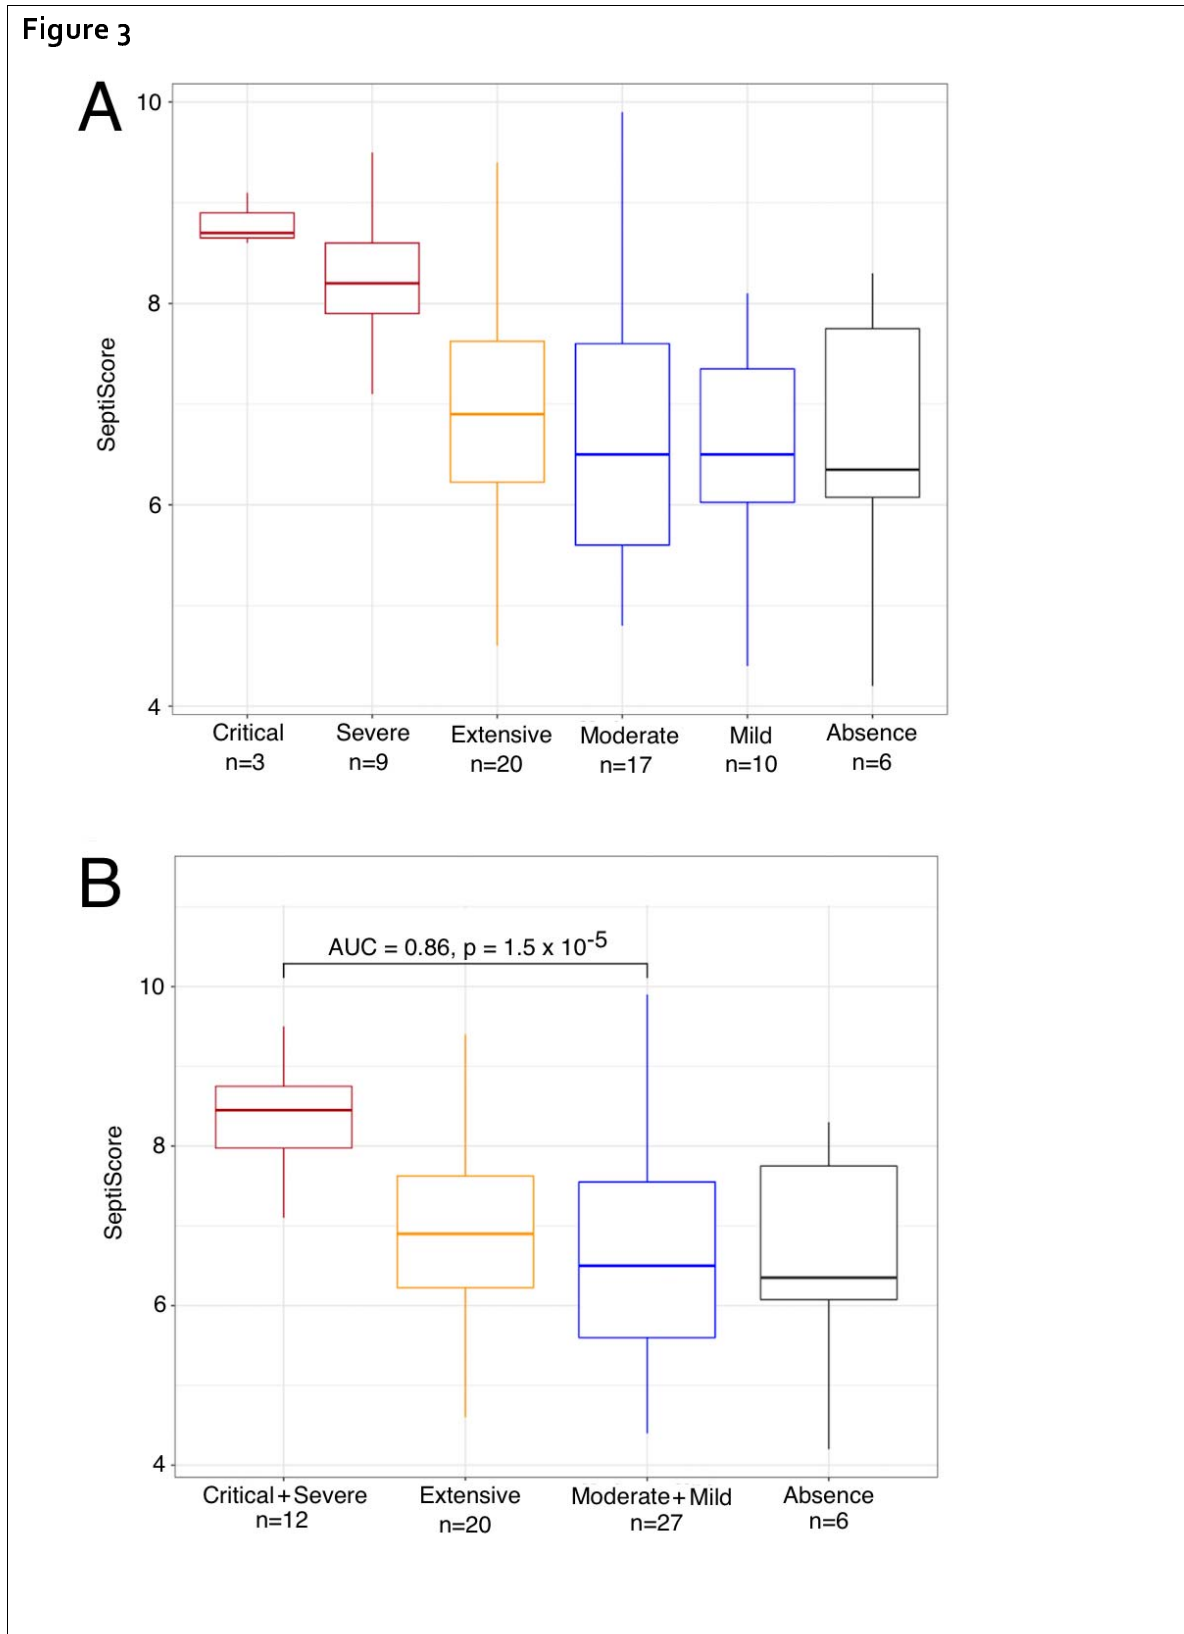 Figure 3
A
10
8
6
4
SeptiScore
Critical Severe Extensive Moderate Mild Absence
n=3 n=9 n=20 n=17 n=10 n=6
B
AUC = 0.86, p = 1.5 x 10⁻⁵
10
8
6
4
SeptiScore
Critical+Severe Extensive Moderate+Mild Absence
n=12 n=20 n=27 n=6